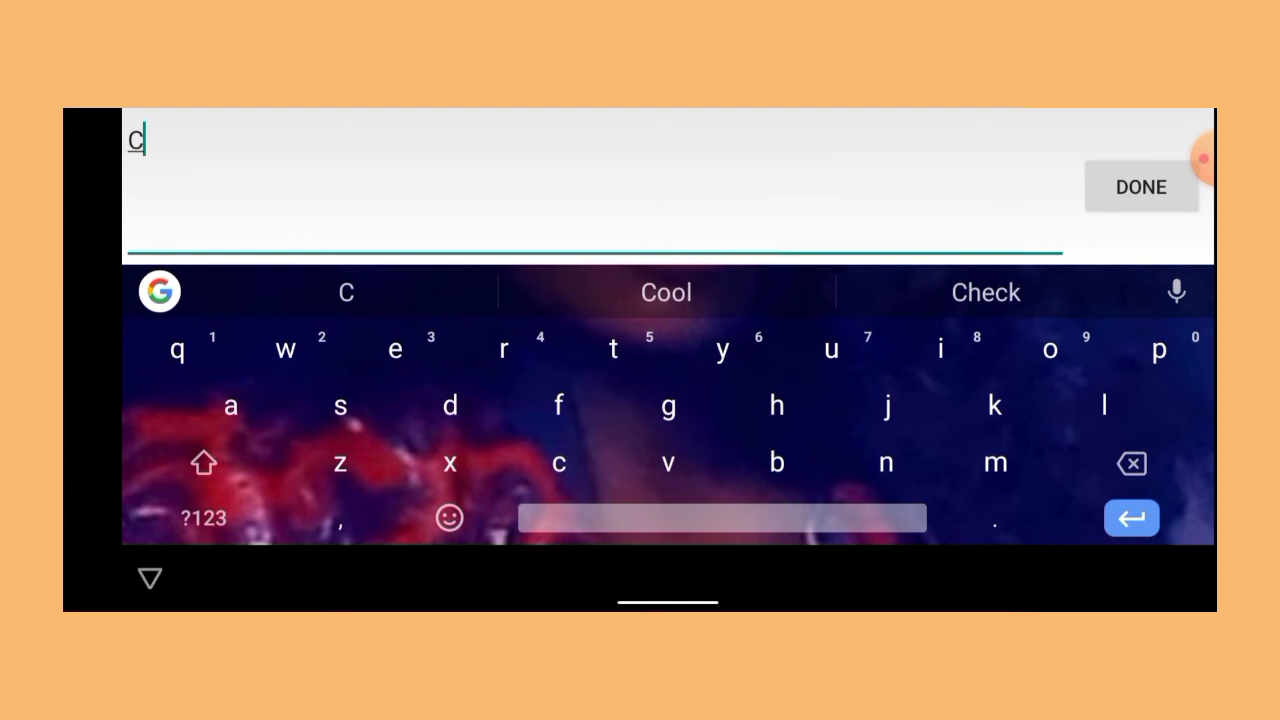 C
DONE
C Cool Check
q 1 w 2 e 3 r 4 t 5 y 6 u 7 i 8 o 9 p 0
a s d f g h j k l
z x c v b n m
?123 , .